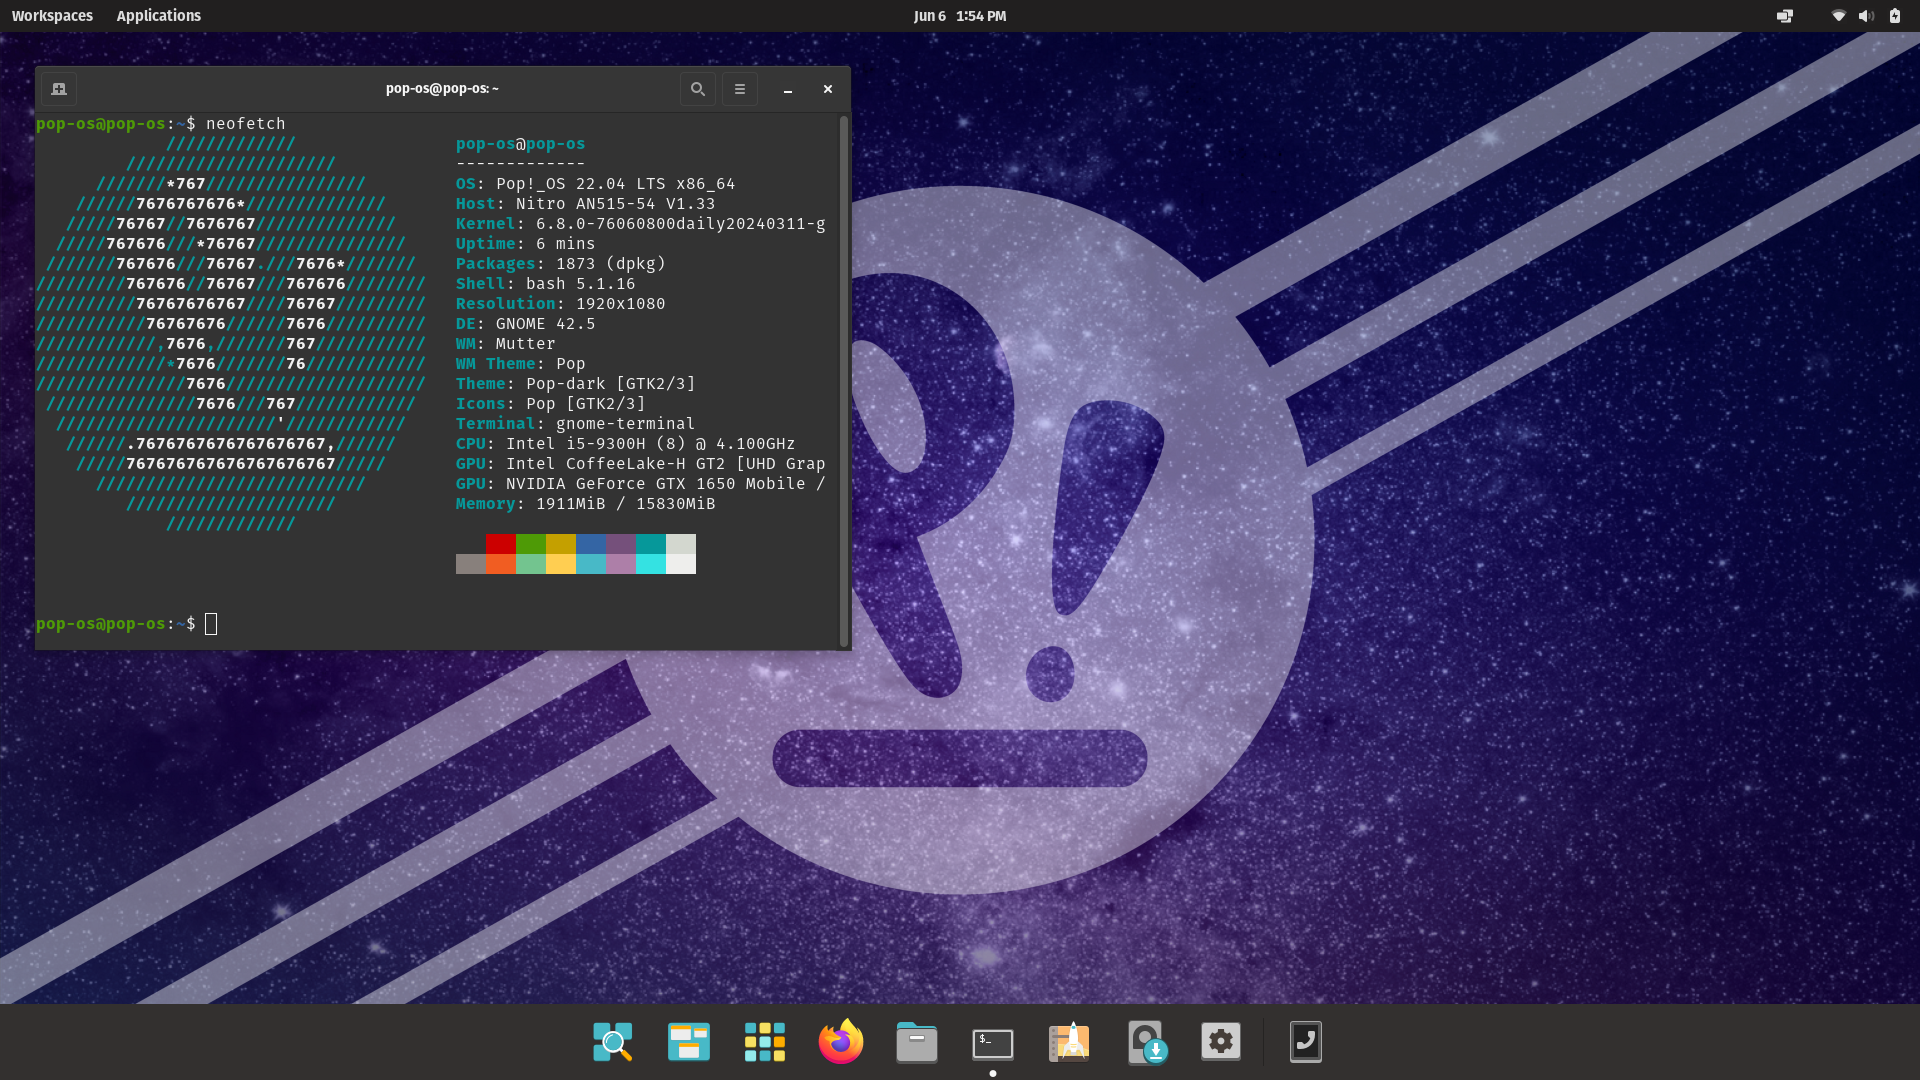 Workspaces Applications Jun 6 1:54 PM
pop-os@pop-os: ~
pop-os@pop-os:~$ neofetch
/////////////
/////////////////////
///////*767////////////////
//////7676767676*//////////////
/////76767//7676767//////////////
/////767676///*76767///////////////
///////767676///76767.///7676*///////
/////////767676//76767///767676////////
//////////76767676767////76767/////////
///////////76767676//////7676//////////
////////////,7676,///////767///////////
/////////////*7676///////76////////////
///////////////7676////////////////////
///////////////7676///767////////////
//////////////////////'////////////
//////.7676767676767676767,//////
/////767676767676767676767/////
///////////////////////////
/////////////////////
/////////////
pop-os@pop-os
-------------
OS: Pop!_OS 22.04 LTS x86_64
Host: Nitro AN515-54 V1.33
Kernel: 6.8.0-76060800daily20240311-g
Uptime: 6 mins
Packages: 1873 (dpkg)
Shell: bash 5.1.16
Resolution: 1920x1080
DE: GNOME 42.5
WM: Mutter
WM Theme: Pop
Theme: Pop-dark [GTK2/3]
Icons: Pop [GTK2/3]
Terminal: gnome-terminal
CPU: Intel i5-9300H (8) @ 4.100GHz
GPU: Intel CoffeeLake-H GT2 [UHD Grap
GPU: NVIDIA GeForce GTX 1650 Mobile /
Memory: 1911MiB / 15830MiB
pop-os@pop-os:~$
$_